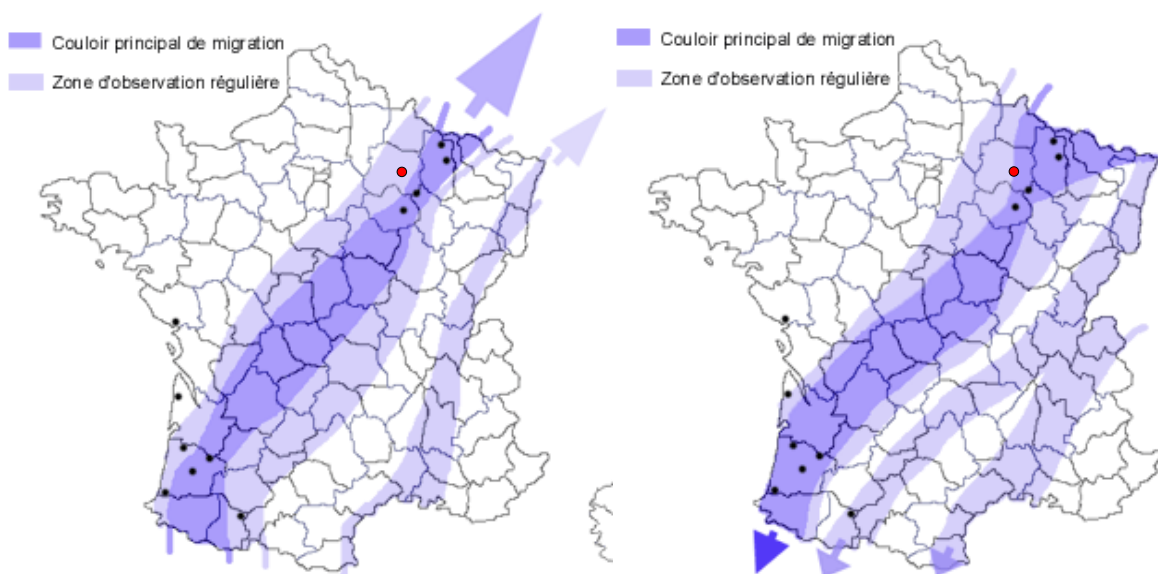 Couloir principal de migration
Zone d'observation régulière
Couloir principal de migration
Zone d'observation régulière